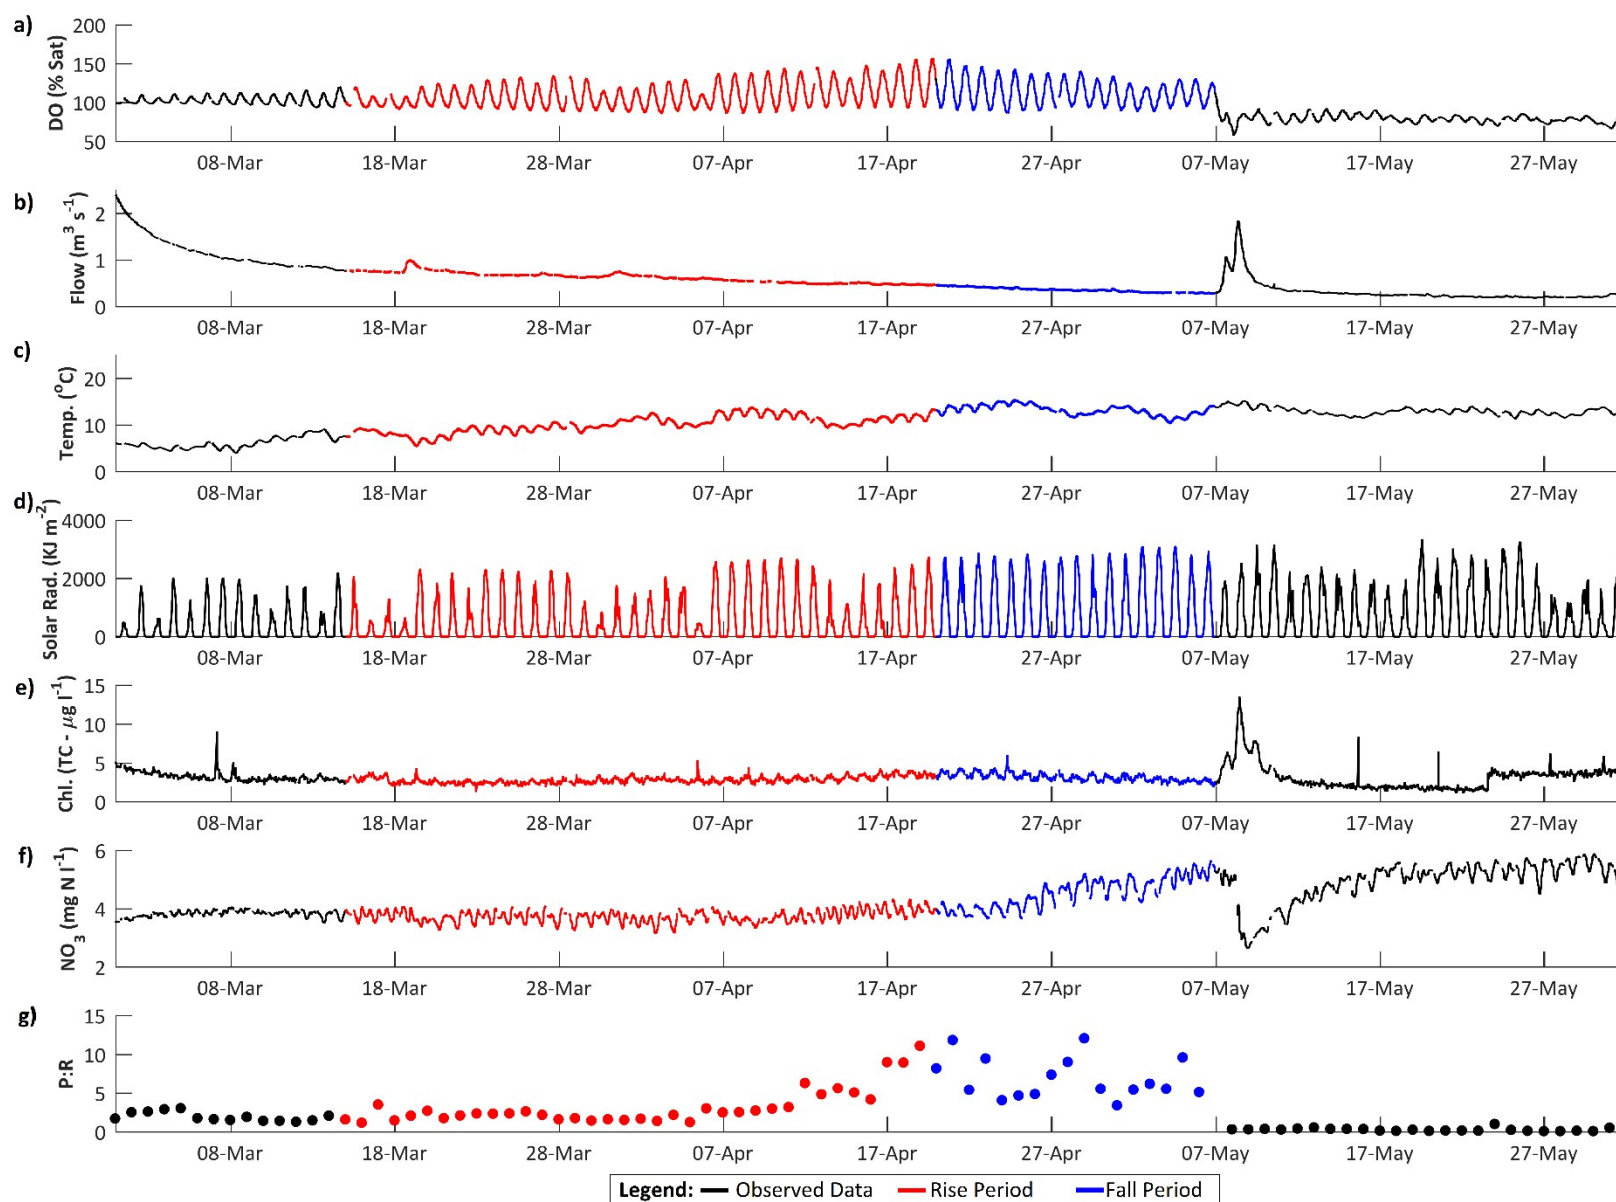 a)
DO (% Sat)
200
150
100
50
08-Mar 18-Mar 28-Mar 07-Apr 17-Apr 27-Apr 07-May 17-May 27-May
b)
Flow (m³ s⁻¹)
2
1
0
08-Mar 18-Mar 28-Mar 07-Apr 17-Apr 27-Apr 07-May 17-May 27-May
c)
Temp. (°C)
20
10
0
08-Mar 18-Mar 28-Mar 07-Apr 17-Apr 27-Apr 07-May 17-May 27-May
d)
Solar Rad. (KJ m⁻²)
4000
2000
0
08-Mar 18-Mar 28-Mar 07-Apr 17-Apr 27-Apr 07-May 17-May 27-May
e)
Chl. (TC - μg l⁻¹)
15
10
5
0
08-Mar 18-Mar 28-Mar 07-Apr 17-Apr 27-Apr 07-May 17-May 27-May
f)
NO₃ (mg N l⁻¹)
6
4
2
08-Mar 18-Mar 28-Mar 07-Apr 17-Apr 27-Apr 07-May 17-May 27-May
g)
P:R
15
10
5
0
08-Mar 18-Mar 28-Mar 07-Apr 17-Apr 27-Apr 07-May 17-May 27-May
Legend: Observed Data Rise Period Fall Period